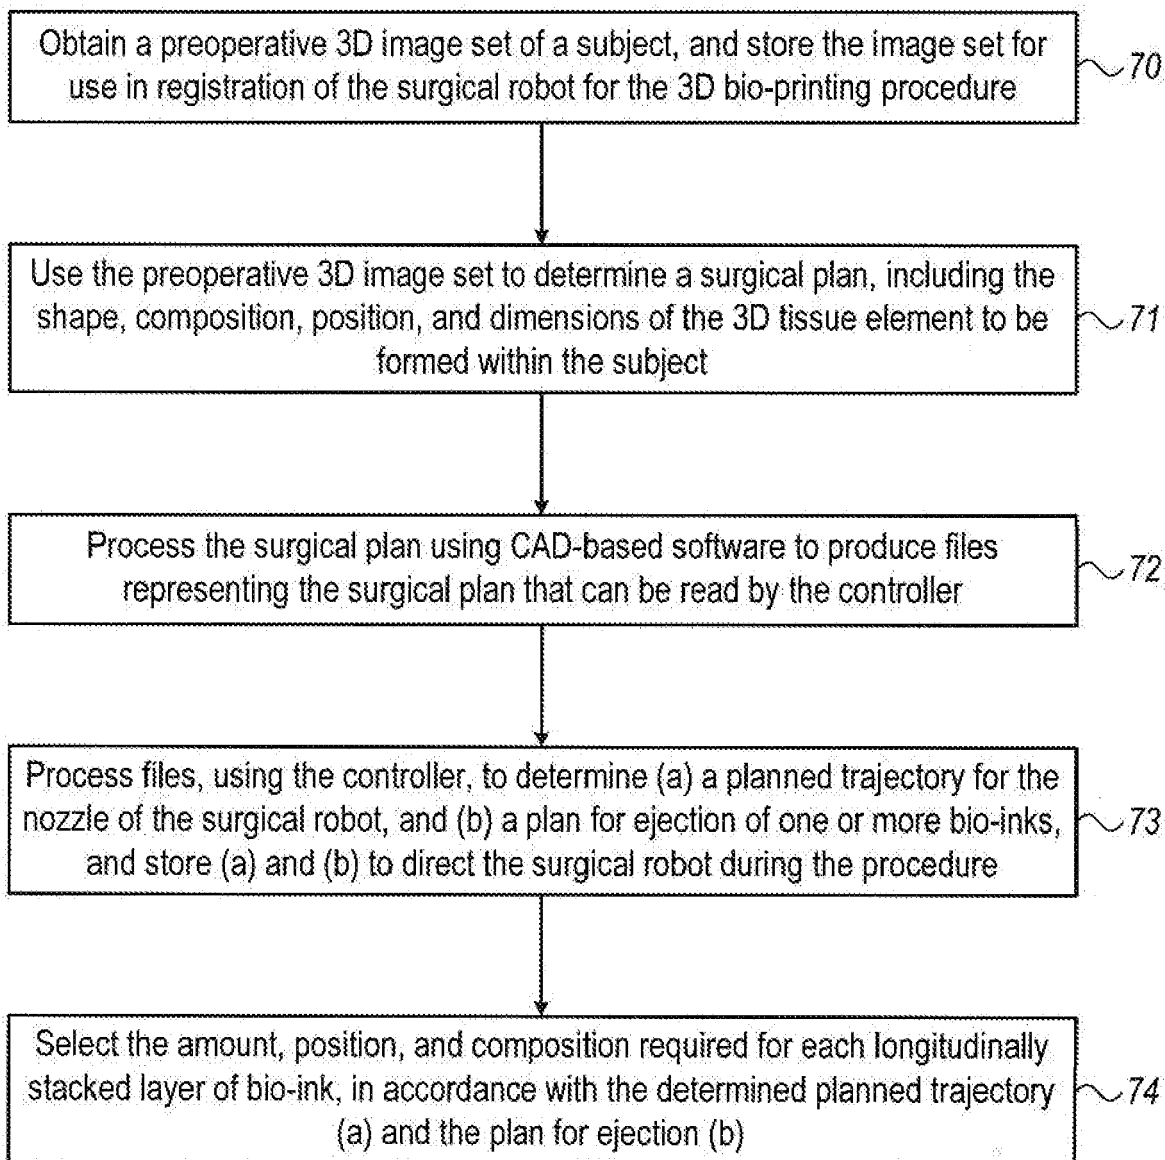 Obtain a preoperative 3D image set of a subject, and store the image set for
use in registration of the surgical robot for the 3D bio-printing procedure
70
Use the preoperative 3D image set to determine a surgical plan, including the
shape, composition, position, and dimensions of the 3D tissue element to be
formed within the subject
71
Process the surgical plan using CAD-based software to produce files
representing the surgical plan that can be read by the controller
72
Process files, using the controller, to determine (a) a planned trajectory for the
nozzle of the surgical robot, and (b) a plan for ejection of one or more bio-inks,
and store (a) and (b) to direct the surgical robot during the procedure
73
Select the amount, position, and composition required for each longitudinally
stacked layer of bio-ink, in accordance with the determined planned trajectory
(a) and the plan for ejection (b)
74